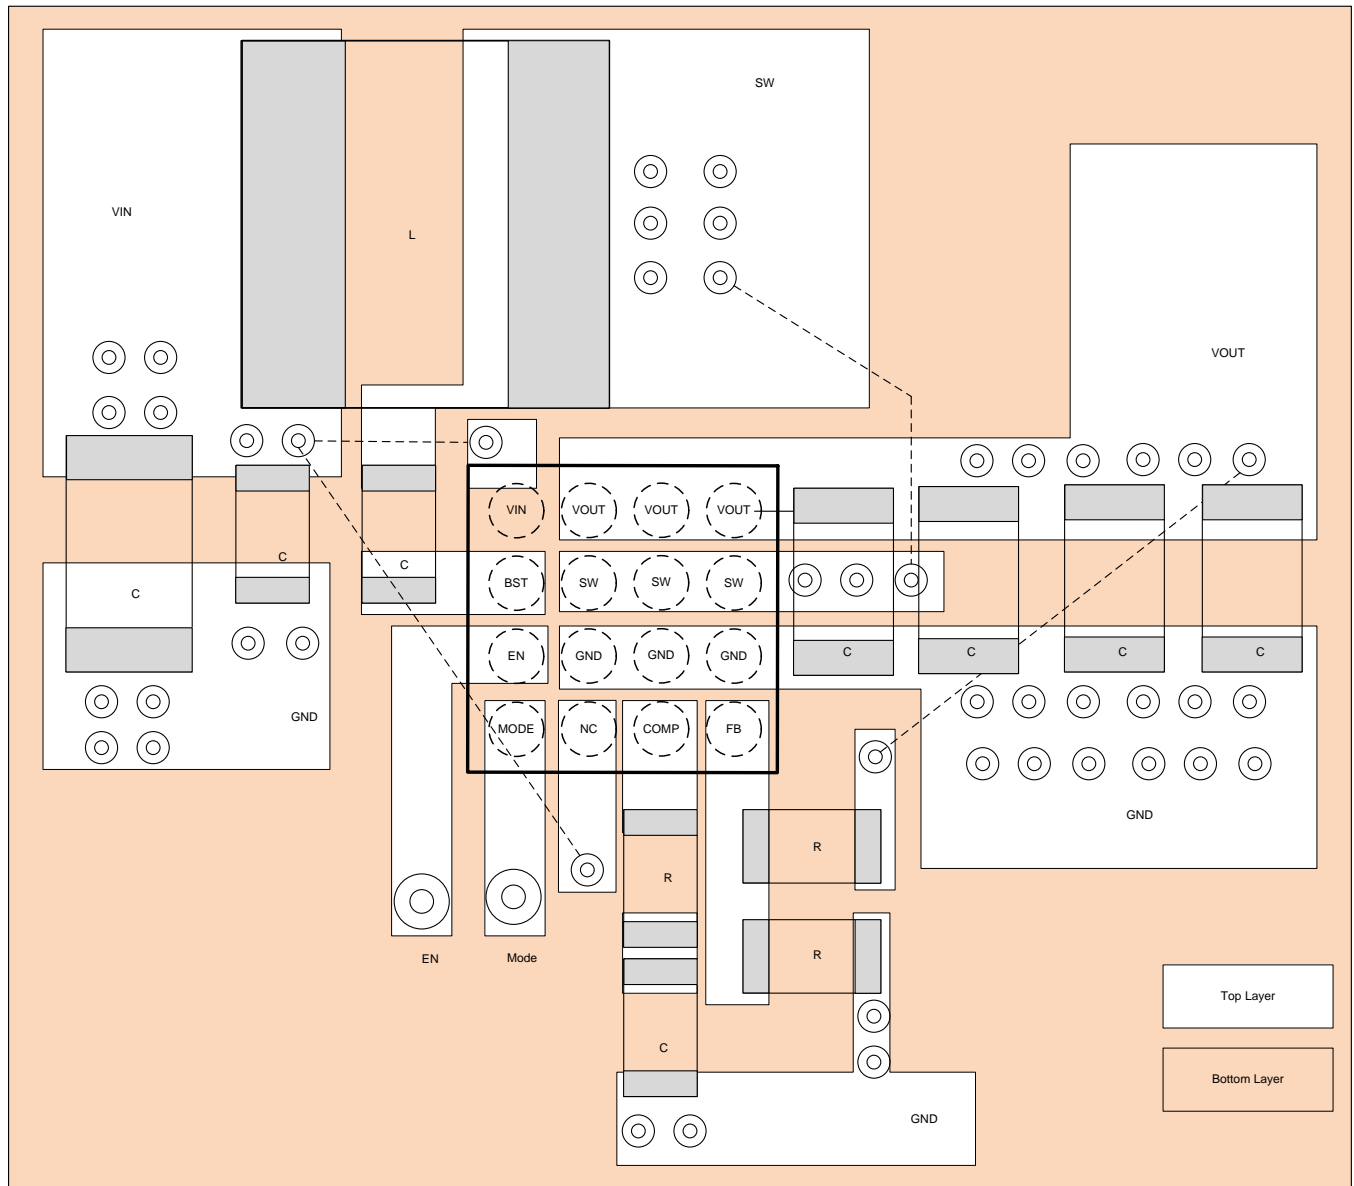 SW
VIN
L
VOUT
VIN
VOUT
VOUT
VOUT
C
C
C
BST
SW
SW
SW
EN
GND
GND
GND
C
C
C
C
GND
MODE
NC
COMP
FB
GND
R
R
EN
Mode
R
Top Layer
C
Bottom Layer
GND